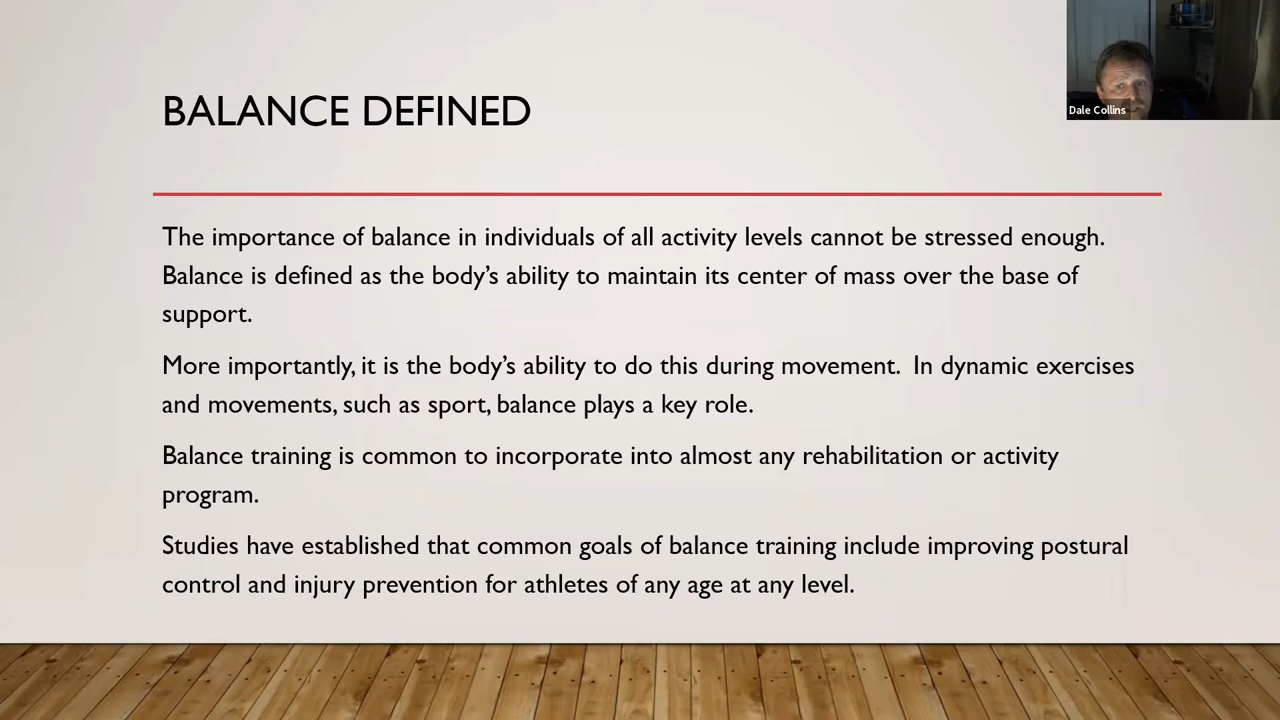 BALANCE DEFINED
Dale Collins
The importance of balance in individuals of all activity levels cannot be stressed enough.
Balance is defined as the body’s ability to maintain its center of mass over the base of
support.
More importantly, it is the body’s ability to do this during movement.  In dynamic exercises
and movements, such as sport, balance plays a key role.
Balance training is common to incorporate into almost any rehabilitation or activity
program.
Studies have established that common goals of balance training include improving postural
control and injury prevention for athletes of any age at any level.